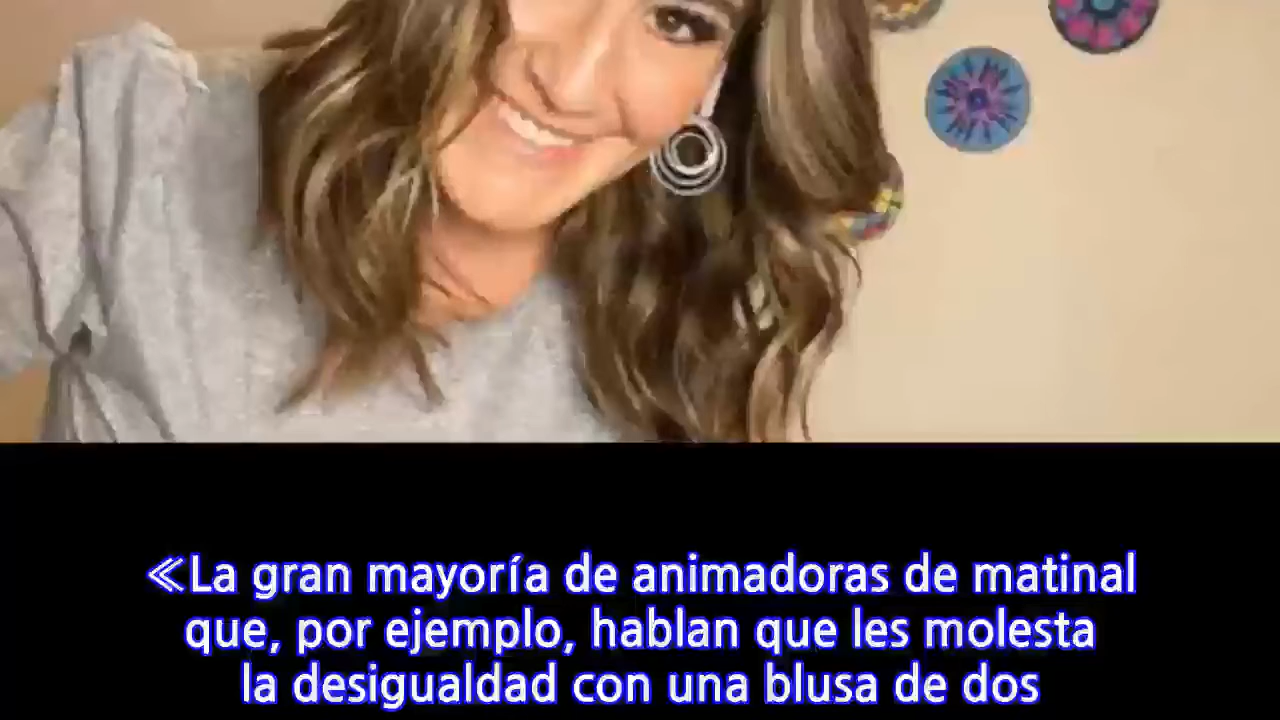 ≪La gran mayoría de animadoras de matinal
que, por ejemplo, hablan que les molesta
la desigualdad con una blusa de dos